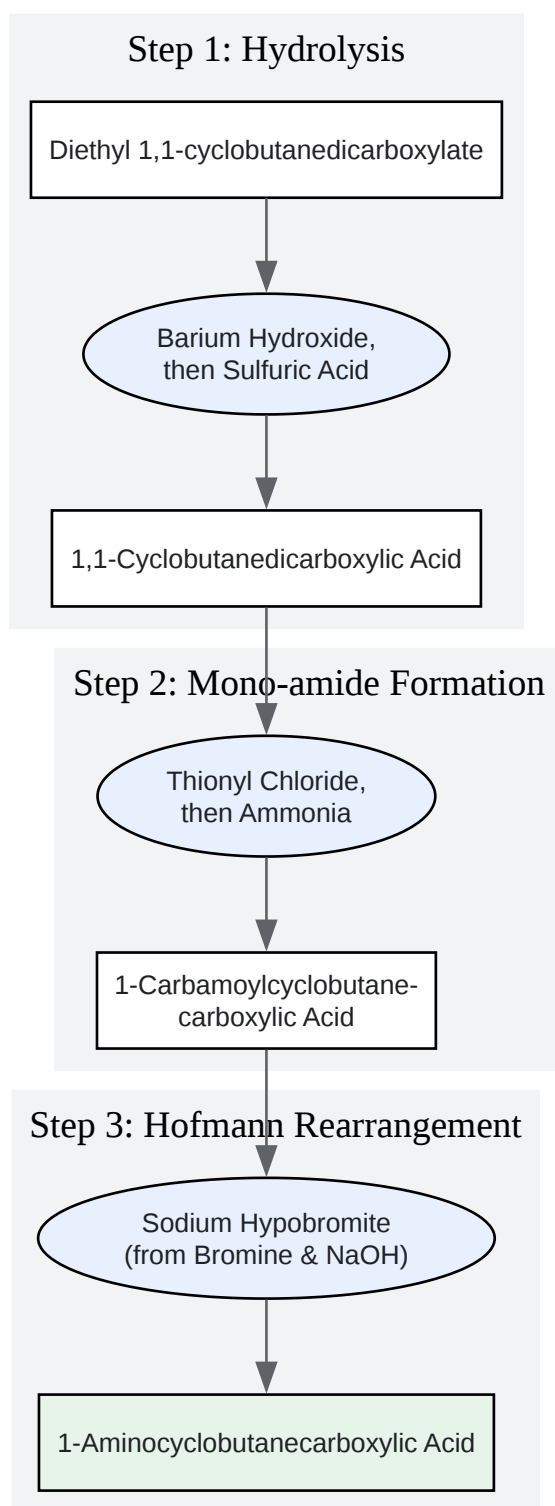 Step 1: Hydrolysis
Diethyl 1,1-cyclobutanedicarboxylate
Barium Hydroxide,
then Sulfuric Acid
1,1-Cyclobutanedicarboxylic Acid
Step 2: Mono-amide Formation
Thionyl Chloride,
then Ammonia
1-Carbamoylcyclobutane-
carboxylic Acid
Step 3: Hofmann Rearrangement
Sodium Hypobromite
(from Bromine & NaOH)
1-Aminocyclobutanecarboxylic Acid